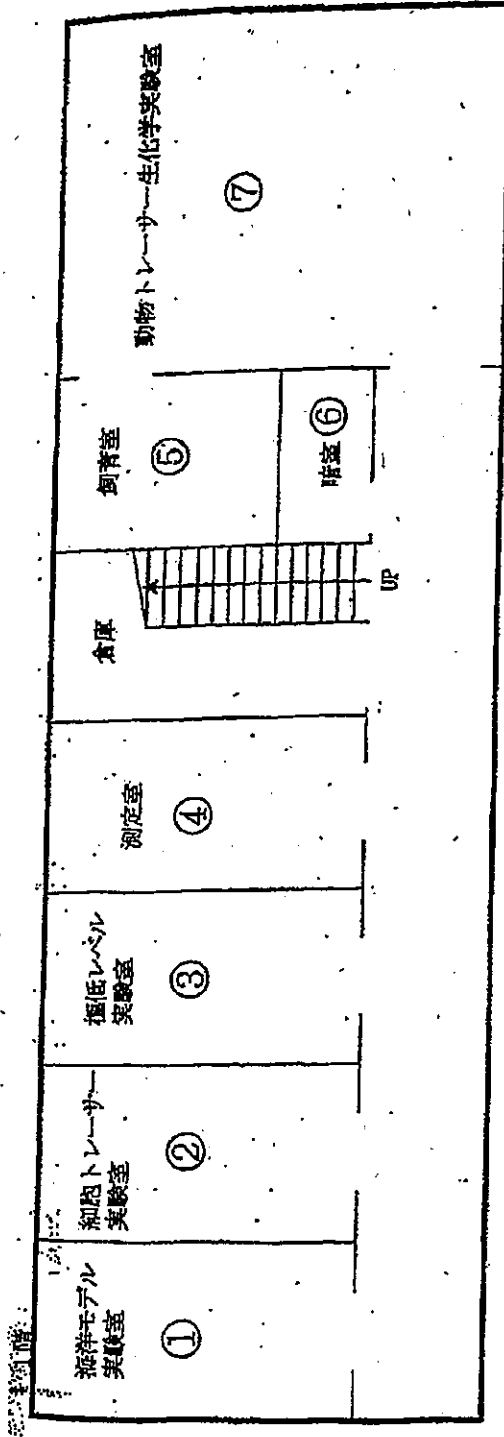 海洋モデル
実験室
①
細胞トレーサー
実験室
②
極低レベル
実験室
③
測定室
④
倉庫
UP
飼育室
⑤
暗室
⑥
動物トレーサー生化学実験室
⑦